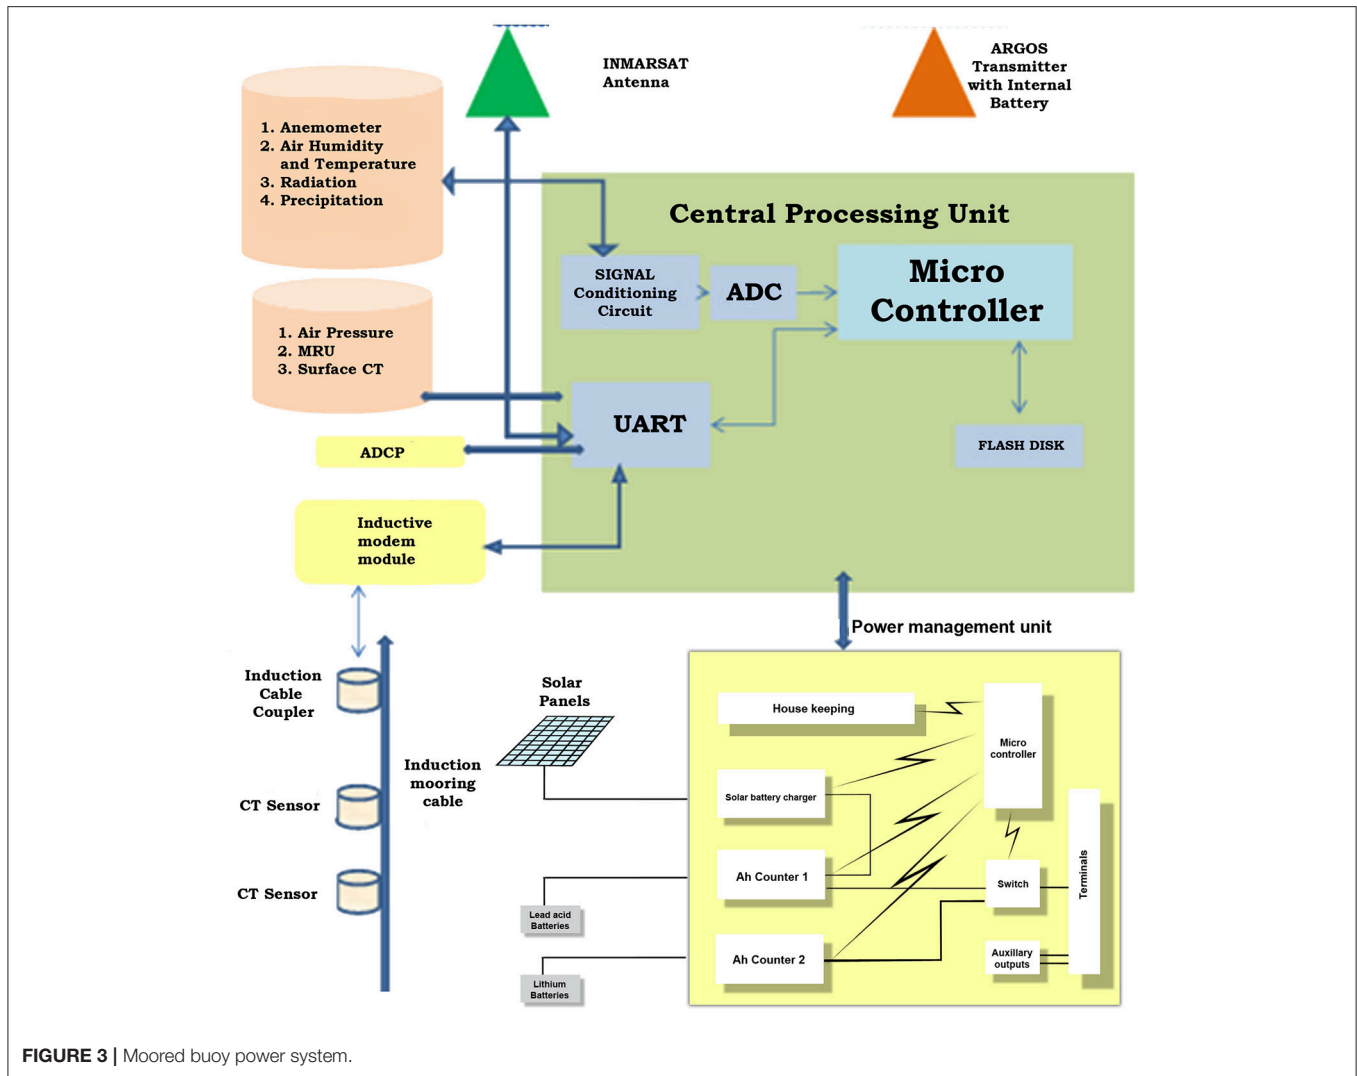 INMARSAT
Antenna
ARGOS
Transmitter
with Internal
Battery
1. Anemometer
2. Air Humidity
and Temperature
3. Radiation
4. Precipitation
Central Processing Unit
SIGNAL
Conditioning
Circuit
ADC
Micro
Controller
1. Air Pressure
2. MRU
3. Surface CT
UART
FLASH DISK
ADCP
Inductive
modem
module
Power management unit
Induction
Cable
Coupler
Solar
Panels
House keeping
Micro
controller
Induction
mooring
cable
Solar battery charger
CT Sensor
Ah Counter 1
Switch
Terminals
CT Sensor
Lead acid
Batteries
Ah Counter 2
Auxillary
outputs
Lithium
Batteries
FIGURE 3 | Moored buoy power system.